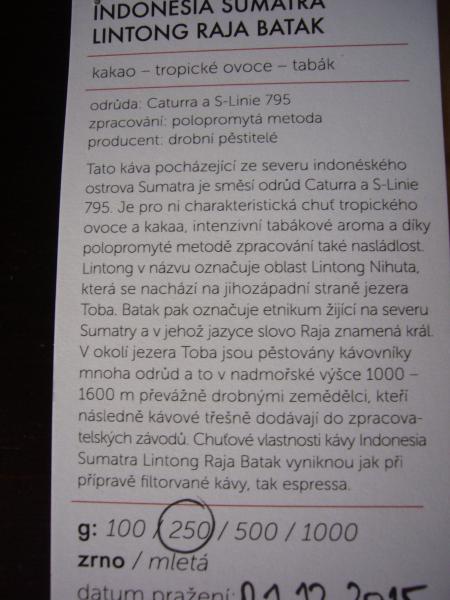 INDONESIA SUMATRA
LINTONG RAJA BATAK
kakao – tropické ovoce – tabák
odrůda: Caturra a S-Linie 795
zpracování: polopromytá metoda
producent: drobní pěstitelé
Tato káva pocházející ze severu indonéského
ostrova Sumatra je směsí odrůd Caturra a S-Linie
795. Je pro ni charakteristická chuť tropického
ovoce a kakaa, intenzivní tabákové aroma a díky
polopromyté metodě zpracování také nasládlost.
Lintong v názvu označuje oblast Lintong Nihuta,
která se nachází na jihozápadní straně jezera
Toba. Batak pak označuje etnikum žijící na severu
Sumatry a v jehož jazyce slovo Raja znamená král.
V okolí jezera Toba jsou pěstovány kávovníky
mnoha odrůd a to v nadmořské výšce 1000 –
1600 m převážně drobnými zemědělci, kteří
následně kávové třešně dodávají do zpracova-
telských závodů. Chuťové vlastnosti kávy Indonesia
Sumatra Lintong Raja Batak vyniknou jak při
přípravě filtorvané kávy, tak espressa.
g: 100 / 250 / 500 / 1000
zrno / mletá
datum pražení: 01.12.2015